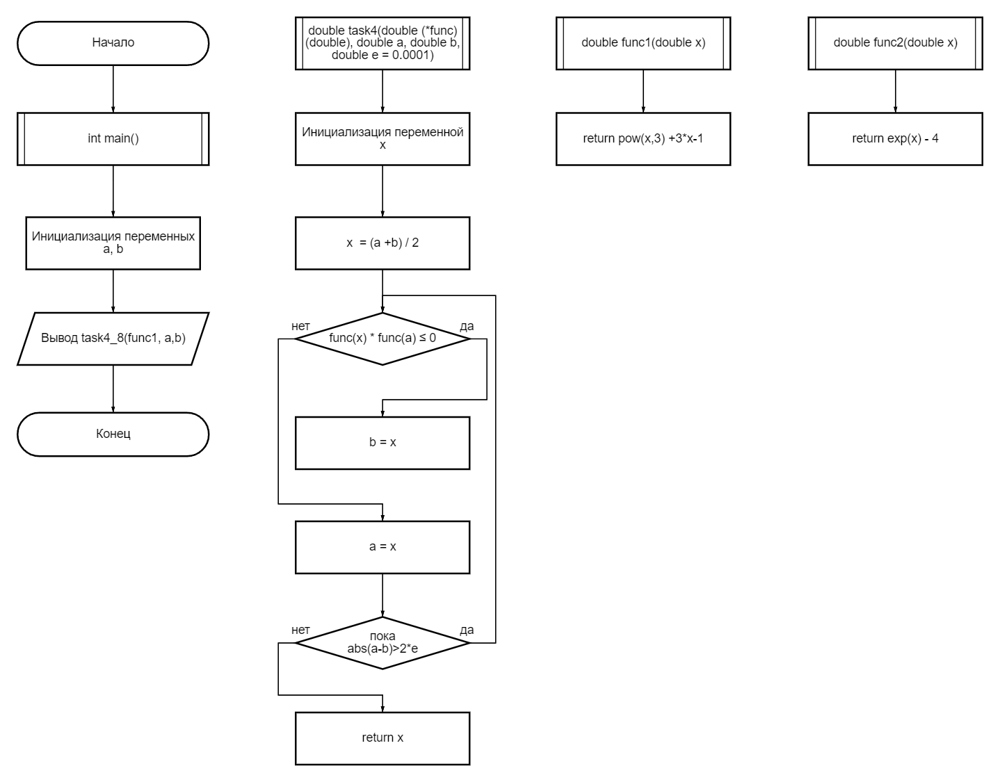 Начало
int main()
Инициализация переменных
a, b
Вывод task4_8(func1, a,b)
Конец
double task4(double (*func)
(double), double a, double b,
double e = 0.0001)
Инициализация переменной
x
x  = (a +b) / 2
нет
да
func(x) * func(a) ≤ 0
b = x
a = x
нет
да
пока
abs(a-b)>2*e
return x
double func1(double x)
return pow(x,3) +3*x-1
double func2(double x)
return exp(x) - 4